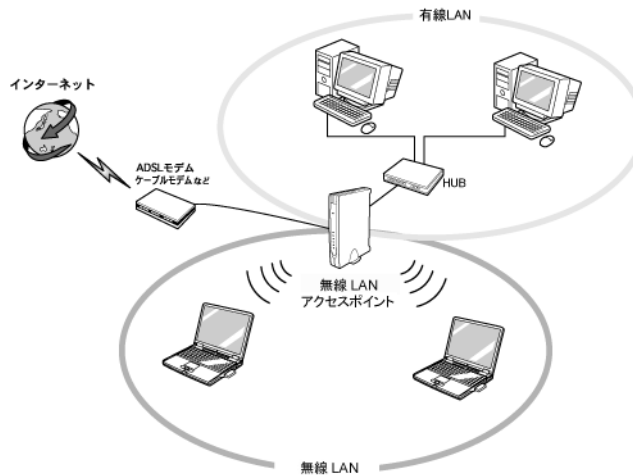 有線LAN
インターネット
ADSLモデム
ケーブルモデムなど
HUB
無線 LAN
アクセスポイント
無線 LAN